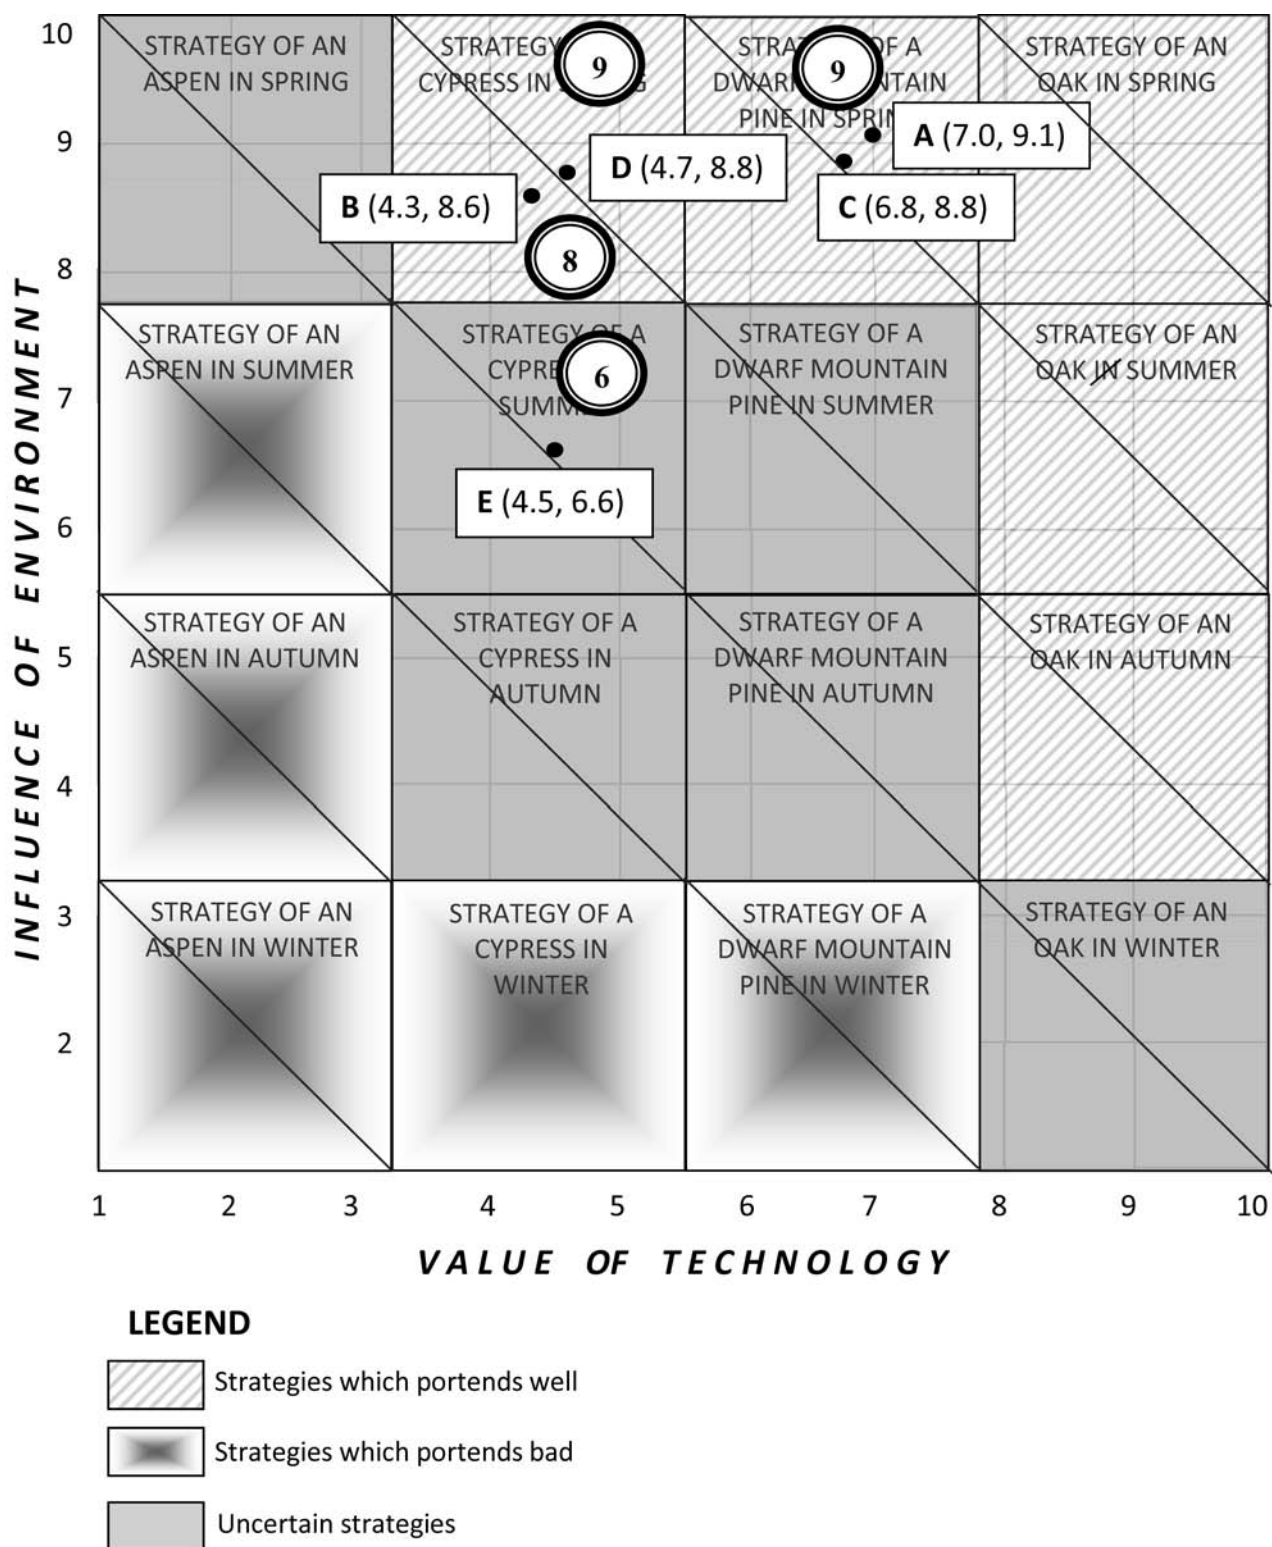 10
STRATEGY OF AN
ASPEN IN SPRING
STRATEGY
CYPRESS IN
9
STRA OF A
DWARF NTAIN
PINE IN SPRIN
9
STRATEGY OF AN
OAK IN SPRING
9
A (7.0, 9.1)
D (4.7, 8.8)
B (4.3, 8.6)
C (6.8, 8.8)
8
8
INFLUENCE OF ENVIRONMENT
STRATEGY OF AN
ASPEN IN SUMMER
STRATEGY OF A
CYPRE
SUMM
6
STRATEGY OF A
DWARF MOUNTAIN
PINE IN SUMMER
STRATEGY OF AN
OAK IN SUMMER
7
E (4.5, 6.6)
6
STRATEGY OF AN
ASPEN IN AUTUMN
STRATEGY OF A
CYPRESS IN
AUTUMN
STRATEGY OF A
DWARF MOUNTAIN
PINE IN AUTUMN
STRATEGY OF AN
OAK IN AUTUMN
5
4
3
STRATEGY OF AN
ASPEN IN WINTER
STRATEGY OF A
CYPRESS IN
WINTER
STRATEGY OF A
DWARF MOUNTAIN
PINE IN WINTER
STRATEGY OF AN
OAK IN WINTER
2
1 2 3 4 5 6 7 8 9 10
VALUE OF TECHNOLOGY
LEGEND
Strategies which portends well
Strategies which portends bad
Uncertain strategies